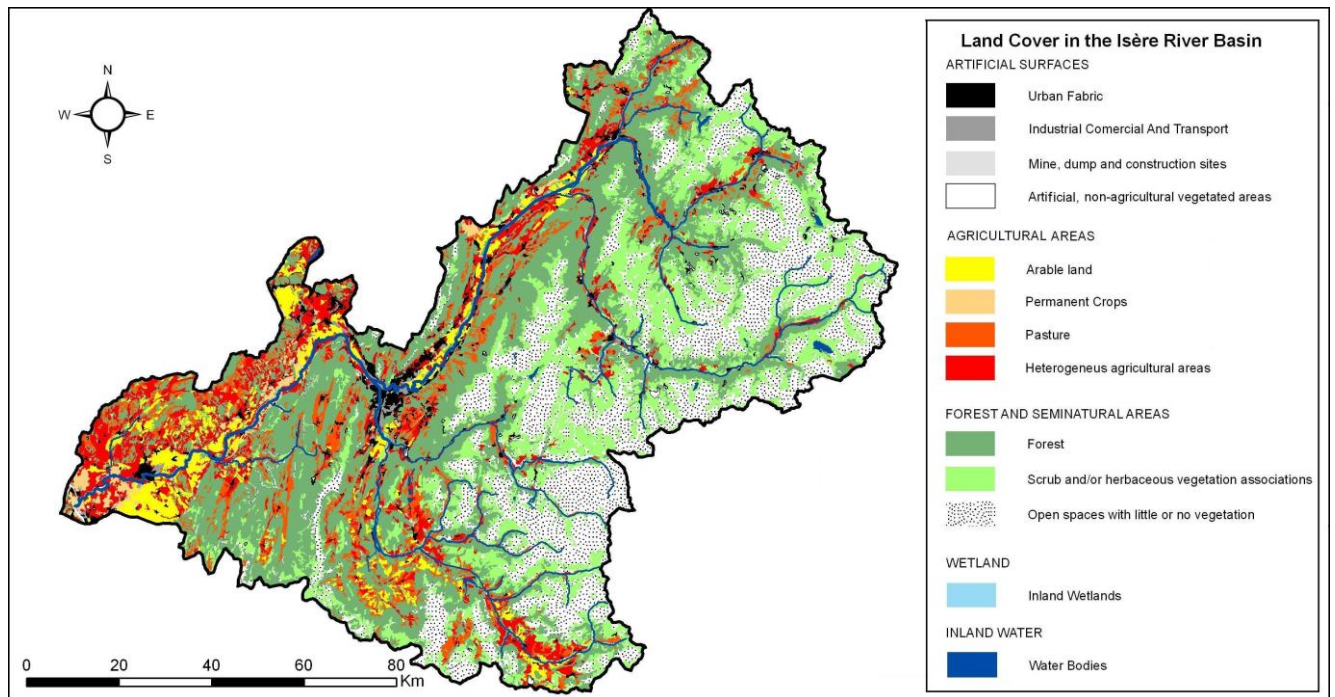 Land Cover in the Isère River Basin
ARTIFICIAL SURFACES
Urban Fabric
Industrial Comercial And Transport
Mine, dump and construction sites
Artificial, non-agricultural vegetated areas
AGRICULTURAL AREAS
Arable land
Permanent Crops
Pasture
Heterogeneus agricultural areas
FOREST AND SEMINATURAL AREAS
Forest
Scrub and/or herbaceous vegetation associations
Open spaces with little or no vegetation
WETLAND
Inland Wetlands
INLAND WATER
Water Bodies
N
W E
S
0 20 40 60 80
Km